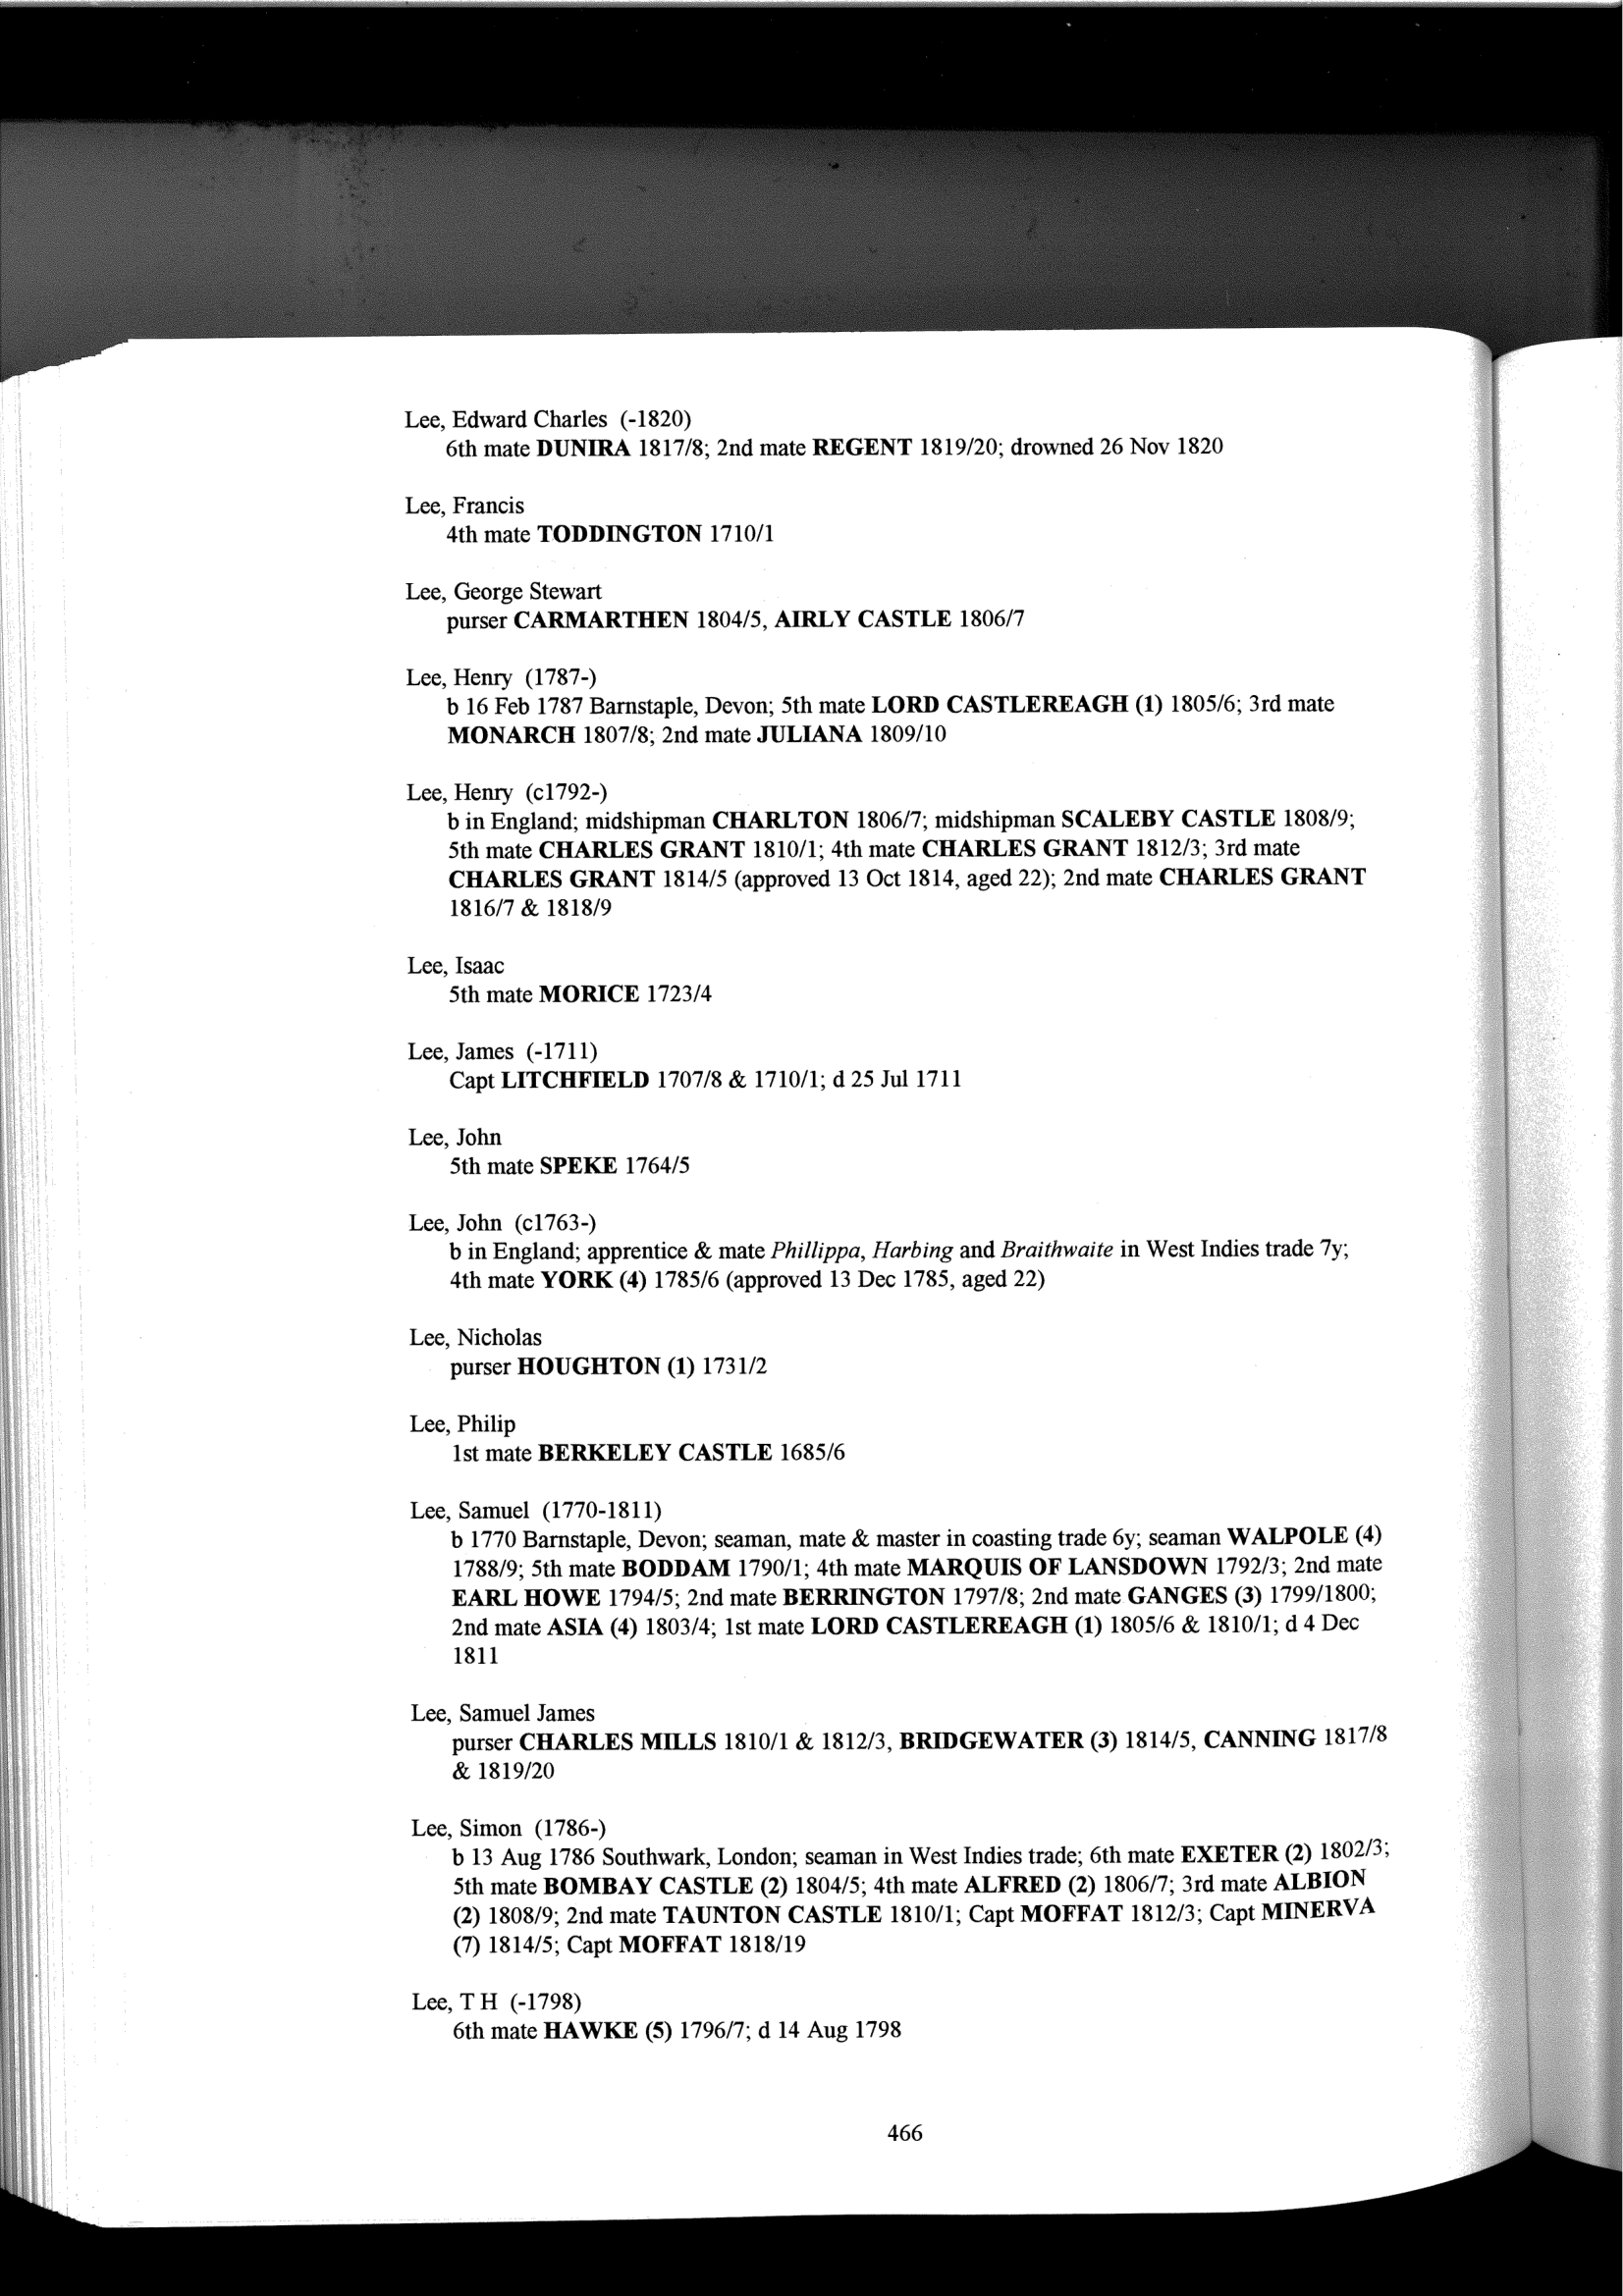 Lee, Edward Charles (-1820)
6th mate DUNIRA 1817/8; 2nd mate REGENT 1819/20; drowned 26 Nov 1820
Lee, Francis
4th mate TODDINGTON 1710/1
Lee, George Stewart
purser CARMARTHEN 1804/5, AIRLY CASTLE 1806/7
Lee, Henry (1787-)
b 16 Feb 1787 Barnstaple, Devon; 5th mate LORD CASTLEREAGH (1) 1805/6; 3rd mate
MONARCH 1807/8; 2nd mate JULIANA 1809/10
Lee, Henry (c1792-)
b in England; midshipman CHARLTON 1806/7; midshipman SCALEBY CASTLE 1808/9;
5th mate CHARLES GRANT 1810/1; 4th mate CHARLES GRANT 1812/3; 3rd mate
CHARLES GRANT 1814/5 (approved 13 Oct 1814, aged 22); 2nd mate CHARLES GRANT
1816/7 & 1818/9
Lee, Isaac
5th mate MORICE 1723/4
Lee, James (-1711)
Capt LITCHFIELD 1707/8 & 1710/1; d 25 Jul 1711
Lee, John
5th mate SPEKE 1764/5
Lee, John (c1763-)
b in England; apprentice & mate Phillippa, Harbing and Braithwaite in West Indies trade 7y;
4th mate YORK (4) 1785/6 (approved 13 Dec 1785, aged 22)
Lee, Nicholas
purser HOUGHTON (1) 1731/2
Lee, Philip
1st mate BERKELEY CASTLE 1685/6
Lee, Samuel (1770-1811)
b 1770 Barnstaple, Devon; seaman, mate & master in coasting trade 6y; seaman WALPOLE (4)
1788/9; 5th mate BODDAM 1790/1; 4th mate MARQUIS OF LANSDOWN 1792/3; 2nd mate
EARL HOWE 1794/5; 2nd mate BERRINGTON 1797/8; 2nd mate GANGES (3) 1799/1800;
2nd mate ASIA (4) 1803/4; 1st mate LORD CASTLEREAGH (1) 1805/6 & 1810/1; d 4 Dec
1811
Lee, Samuel James
purser CHARLES MILLS 1810/1 & 1812/3, BRIDGEWATER (3) 1814/5, CANNING 1817/8
& 1819/20
Lee, Simon (1786-)
b 13 Aug 1786 Southwark, London; seaman in West Indies trade; 6th mate EXETER (2) 1802/3;
5th mate BOMBAY CASTLE (2) 1804/5; 4th mate ALFRED (2) 1806/7; 3rd mate ALBION
(2) 1808/9; 2nd mate TAUNTON CASTLE 1810/1; Capt MOFFAT 1812/3; Capt MINERVA
(7) 1814/5; Capt MOFFAT 1818/19
Lee, T H (-1798)
6th mate HAWKE (5) 1796/7; d 14 Aug 1798
466